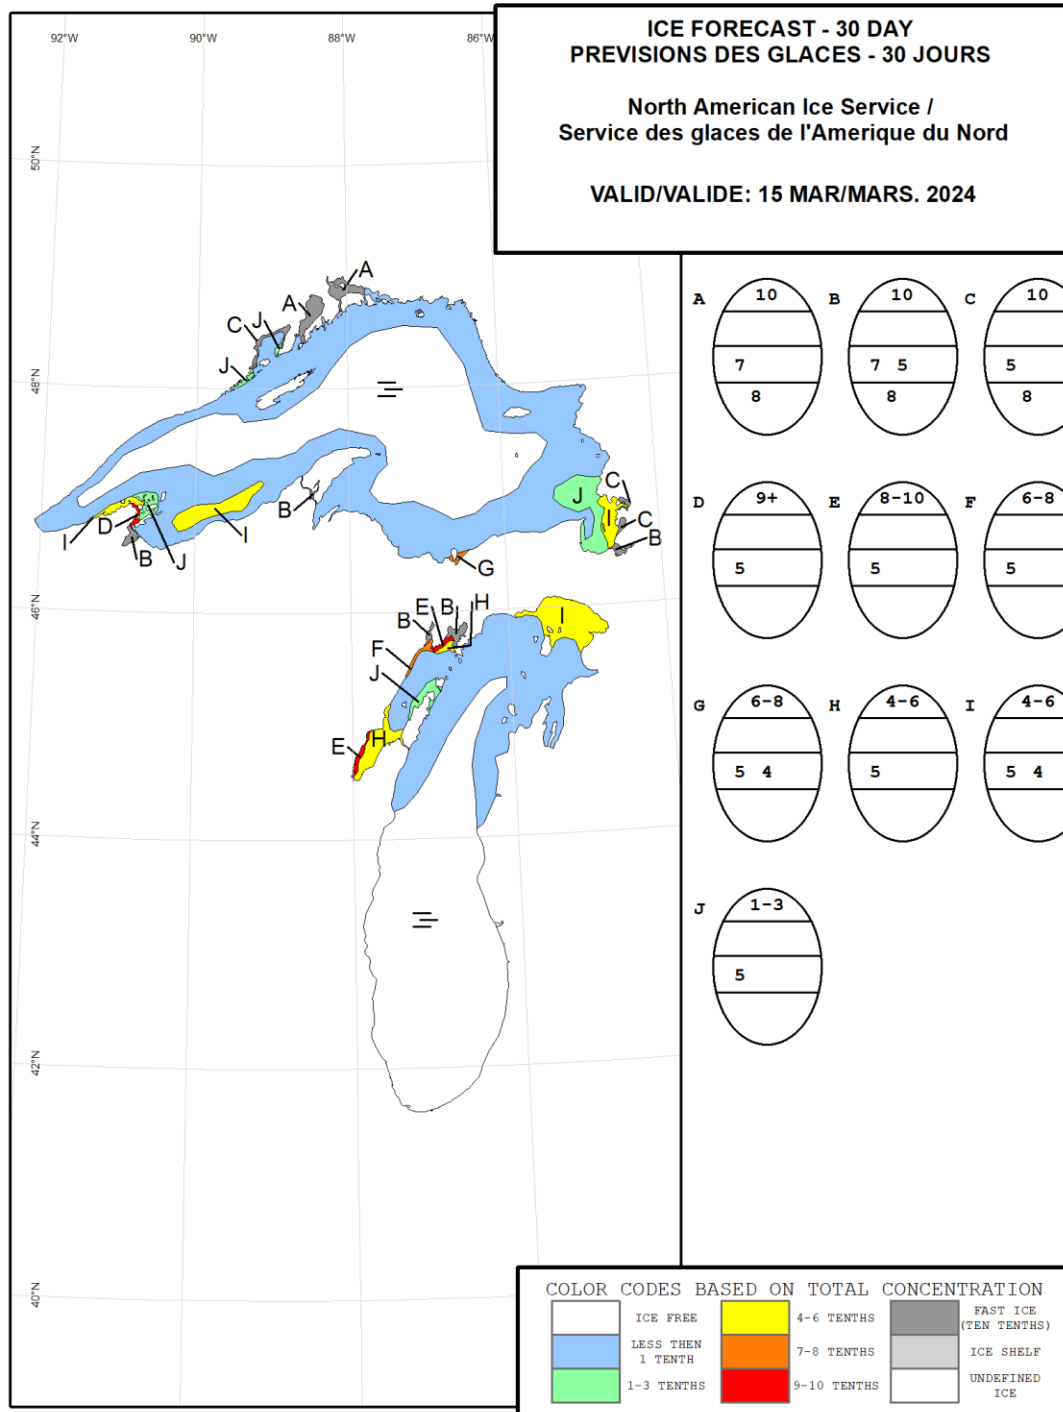 ICE FORECAST - 30 DAY
PREVISIONS DES GLACES - 30 JOURS
North American Ice Service /
Service des glaces de l'Amerique du Nord
VALID/VALIDE: 15 MAR/MARS. 2024
92°W 90°W 88°W 86°W
50°N
48°N
46°N
44°N
42°N
40°N
A
A
C J
J
B
I D B J
I
J
C
I
C
B
G
B E B H
I
F
J
E H
A 10 B 10 C 10
7 7 5 5
8 8 8
D 9+ E 8-10 F 6-8
5 5 5
G 6-8 H 4-6 I 4-6
5 4 5 5 4
J 1-3
5
COLOR CODES BASED ON TOTAL CONCENTRATION
ICE FREE
LESS THEN
1 TENTH
1-3 TENTHS
4-6 TENTHS
7-8 TENTHS
9-10 TENTHS
FAST ICE
(TEN TENTHS)
ICE SHELF
UNDEFINED
ICE